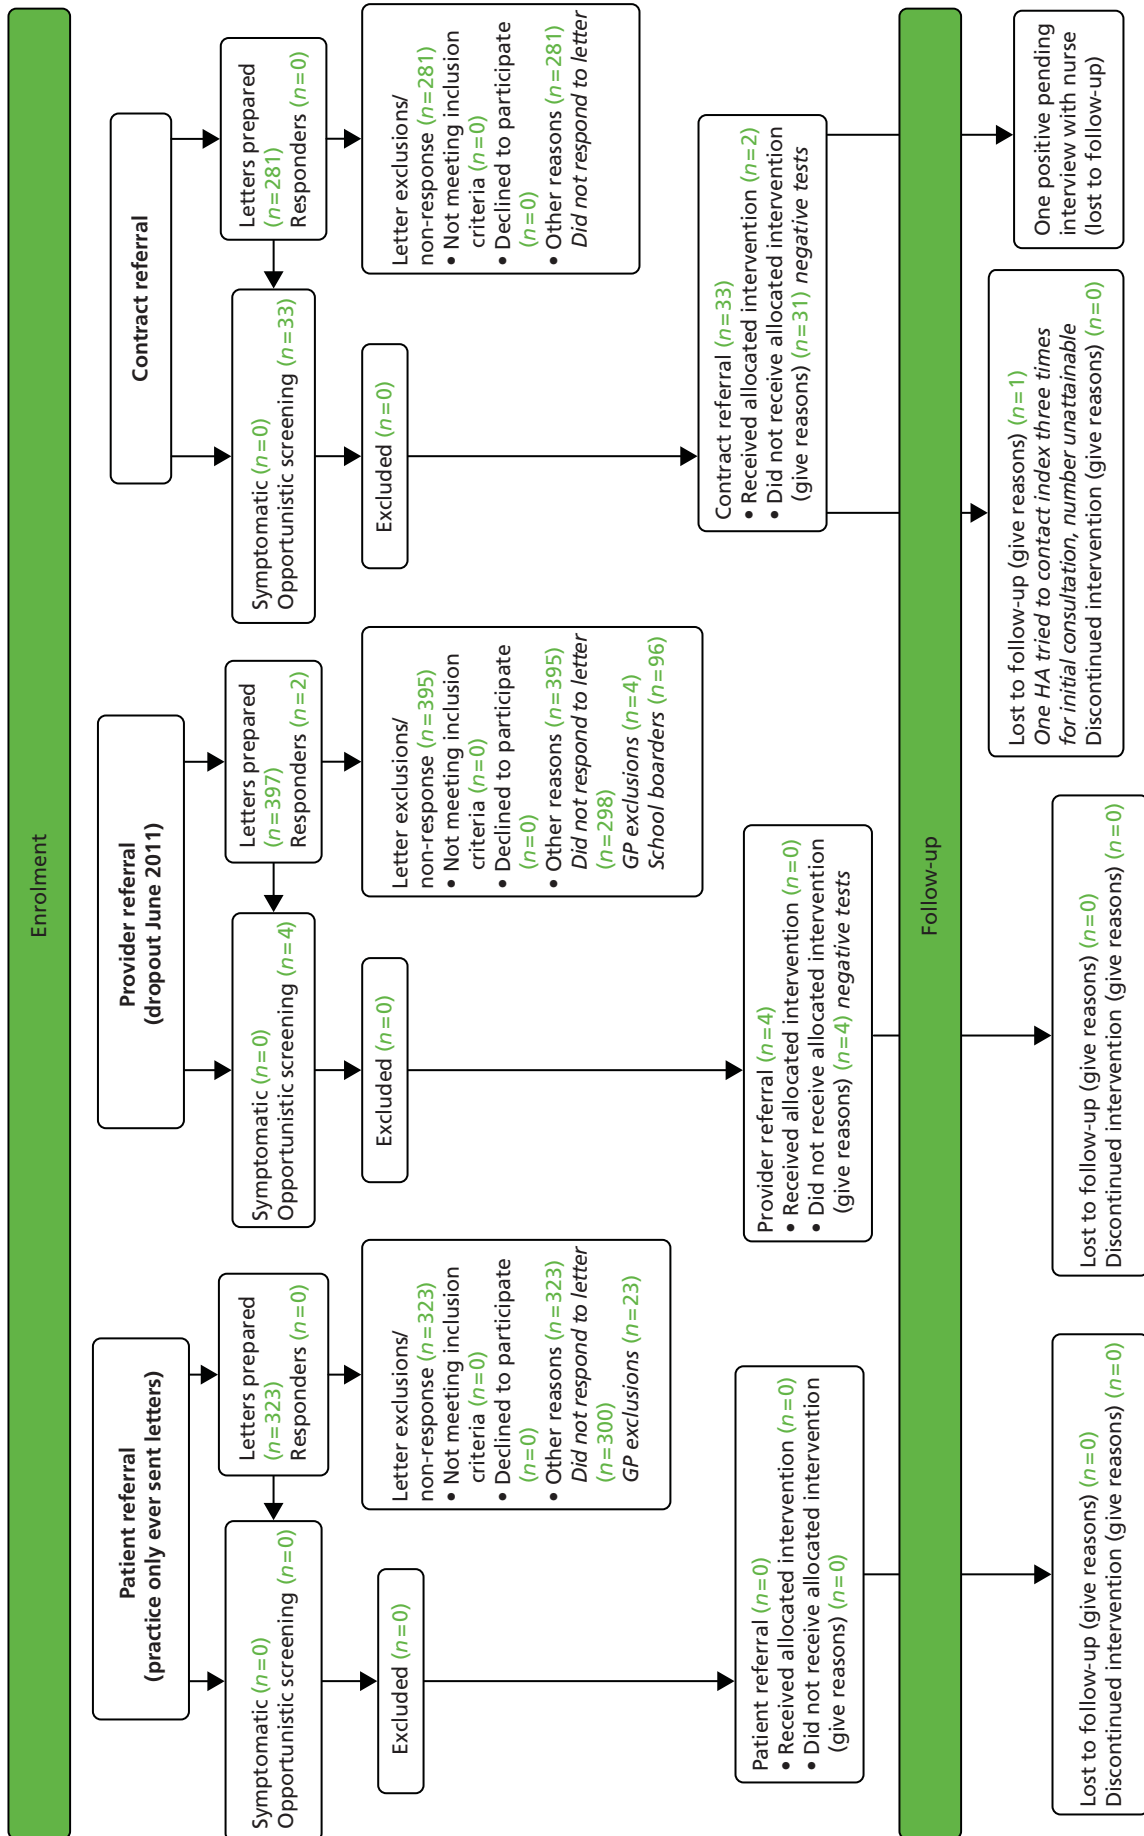 Enrolment
Patient referral
(practice only ever sent letters)
Symptomatic (n=0)
Opportunistic screening (n=0)
Letters prepared
(n=323)
Responders (n=0)
Excluded (n=0)
Letter exclusions/
non-response (n=323)
• Not meeting inclusion
criteria (n=0)
• Declined to participate
(n=0)
• Other reasons (n=323)
Did not respond to letter
(n=300)
GP exclusions (n=23)
Patient referral (n=0)
• Received allocated intervention (n=0)
• Did not receive allocated intervention
(give reasons) (n=0)
Provider referral
(dropout June 2011)
Symptomatic (n=0)
Opportunistic screening (n=4)
Letters prepared
(n=397)
Responders (n=2)
Excluded (n=0)
Letter exclusions/
non-response (n=395)
• Not meeting inclusion
criteria (n=0)
• Declined to participate
(n=0)
• Other reasons (n=395)
Did not respond to letter
(n=298)
GP exclusions (n=4)
School boarders (n=96)
Provider referral (n=4)
• Received allocated intervention (n=0)
• Did not receive allocated intervention
(give reasons) (n=4) negative tests
Contract referral
Symptomatic (n=0)
Opportunistic screening (n=33)
Letters prepared
(n=281)
Responders (n=0)
Excluded (n=0)
Letter exclusions/
non-response (n=281)
• Not meeting inclusion
criteria (n=0)
• Declined to participate
(n=0)
• Other reasons (n=281)
Did not respond to letter
Contract referral (n=33)
• Received allocated intervention (n=2)
• Did not receive allocated intervention
(give reasons) (n=31) negative tests
Follow-up
Lost to follow-up (give reasons) (n=0)
Discontinued intervention (give reasons) (n=0)
Lost to follow-up (give reasons) (n=0)
Discontinued intervention (give reasons) (n=0)
Lost to follow-up (give reasons) (n=1)
One HA tried to contact index three times
for initial consultation, number unattainable
Discontinued intervention (give reasons) (n=0)
One positive pending
interview with nurse
(lost to follow-up)